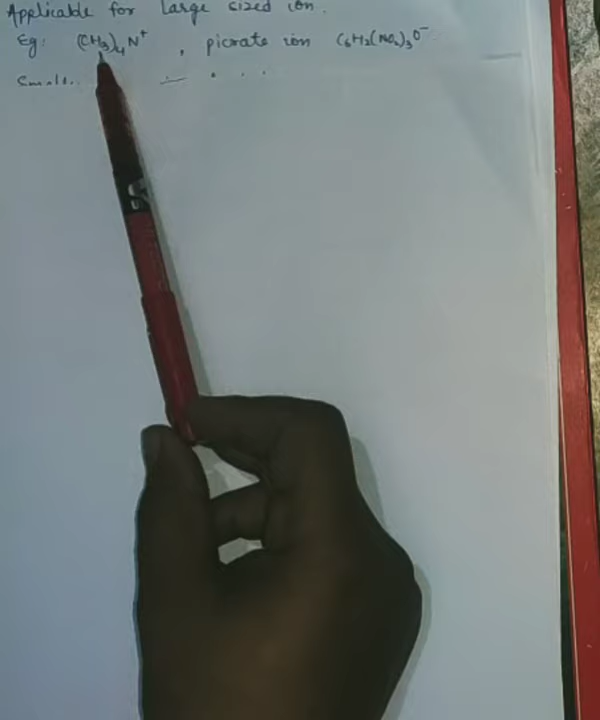 Applicable for Large sized ion.
Eg: (CH3)4N+, picrate ion C6H2(NO2)3O-